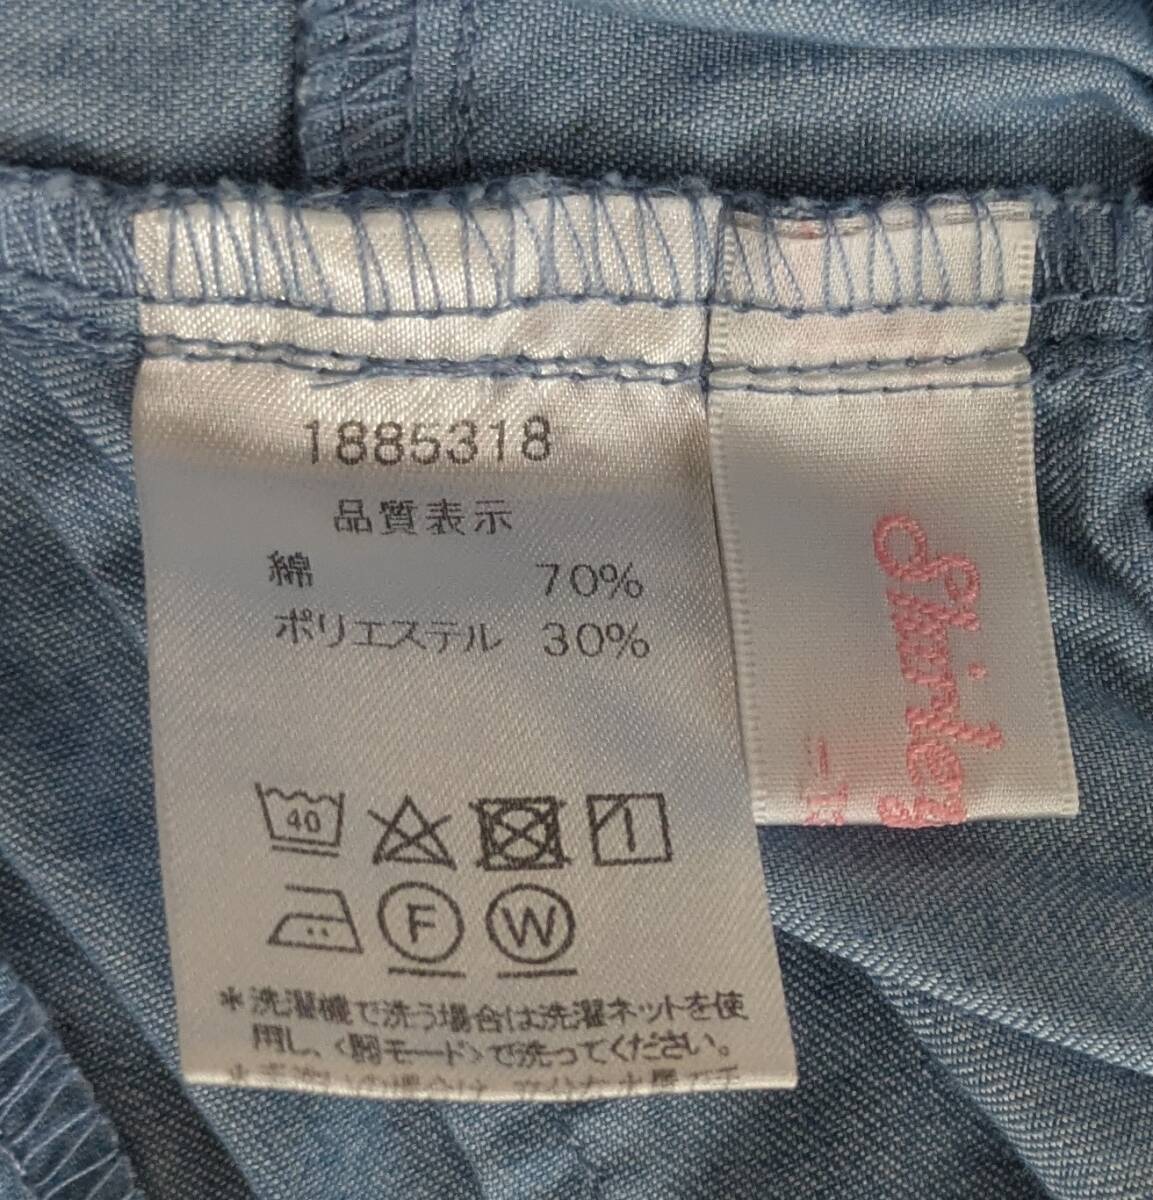 1885318
品質表示
綿 70%
ポリエステル 30%
40
F W
*洗濯機で洗う場合は洗濯ネットを使
用し、<弱モード>で洗ってください。
Shirley